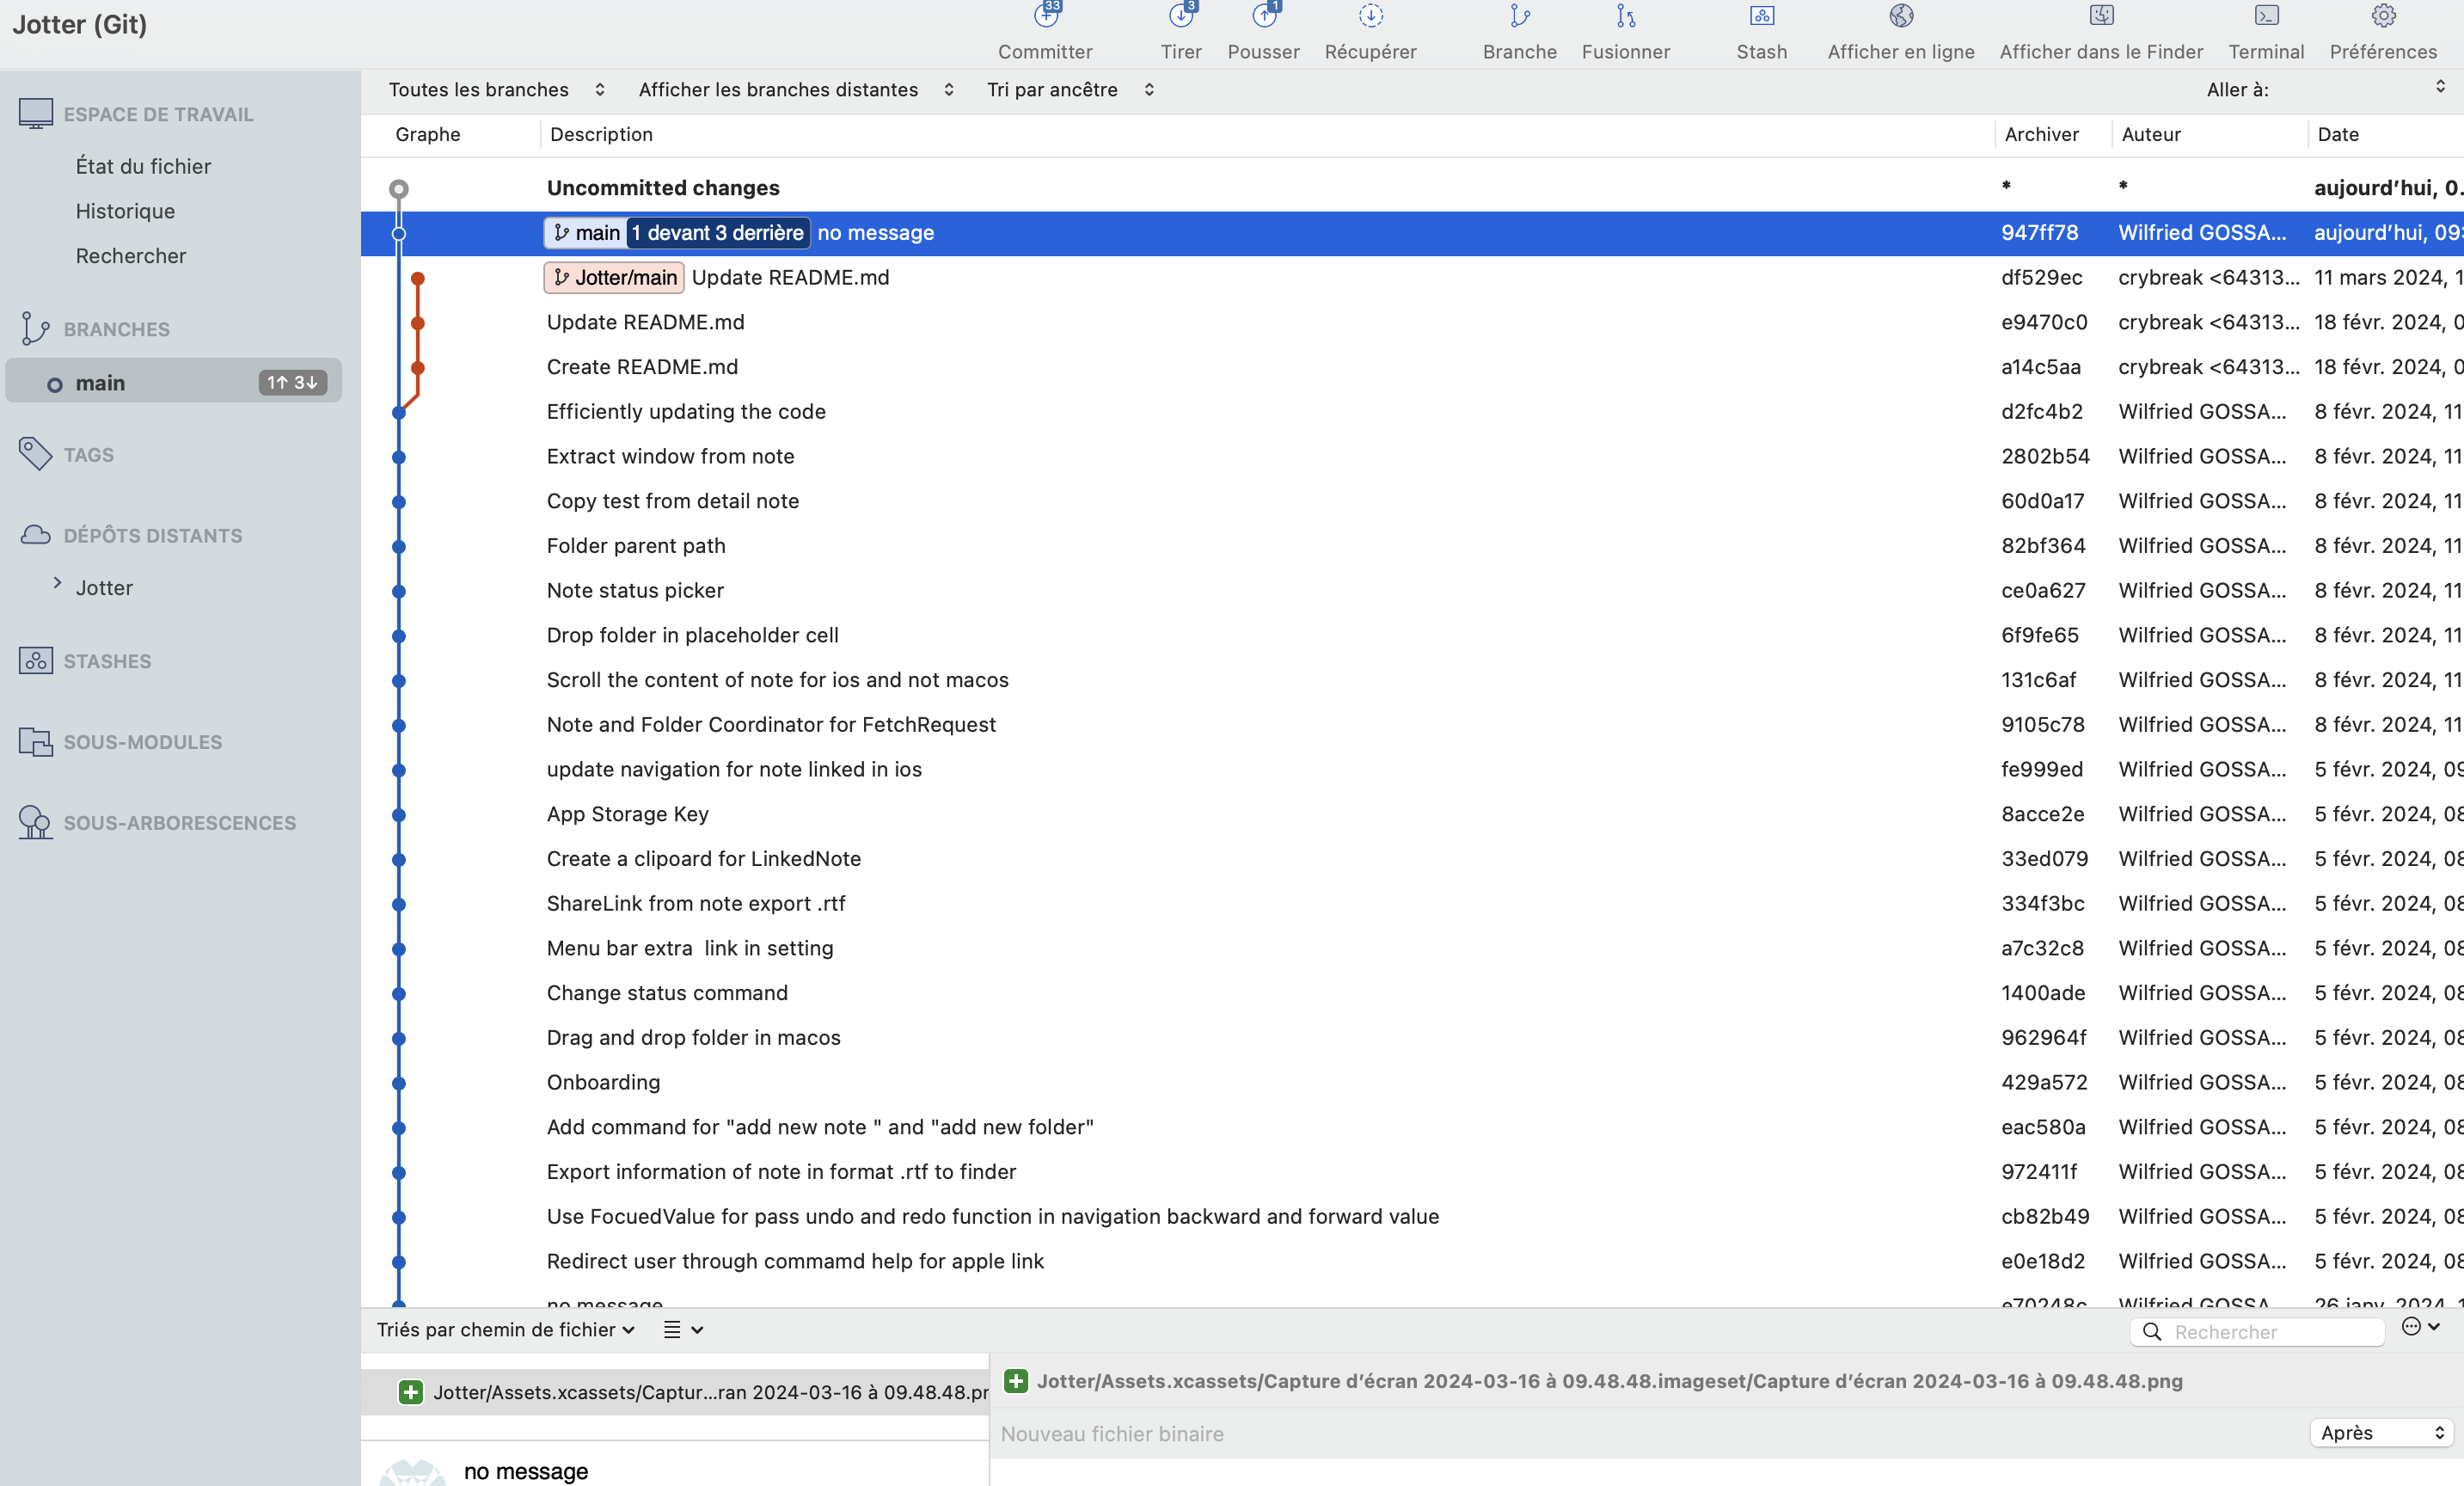 Jotter (Git)
33
3
1
Committer Tirer Pousser Récupérer Branche Fusionner Stash Afficher en ligne Afficher dans le Finder Terminal Préférences
ESPACE DE TRAVAIL
État du fichier
Historique
Rechercher
BRANCHES
main 1↑ 3↓
TAGS
DÉPÔTS DISTANTS
Jotter
STASHES
SOUS-MODULES
SOUS-ARBORESCENCES
Toutes les branches Afficher les branches distantes Tri par ancêtre Aller à:
Graphe Description Archiver Auteur Date
Uncommitted changes * * aujourd’hui, 0.
main 1 devant 3 derrière no message 947ff78 Wilfried GOSSA... aujourd’hui, 09:
Jotter/main Update README.md df529ec crybreak <64313... 11 mars 2024, 1
Update README.md e9470c0 crybreak <64313... 18 févr. 2024, 0
Create README.md a14c5aa crybreak <64313... 18 févr. 2024, 0
Efficiently updating the code d2fc4b2 Wilfried GOSSA... 8 févr. 2024, 11
Extract window from note 2802b54 Wilfried GOSSA... 8 févr. 2024, 11
Copy test from detail note 60d0a17 Wilfried GOSSA... 8 févr. 2024, 11
Folder parent path 82bf364 Wilfried GOSSA... 8 févr. 2024, 11
Note status picker ce0a627 Wilfried GOSSA... 8 févr. 2024, 11
Drop folder in placeholder cell 6f9fe65 Wilfried GOSSA... 8 févr. 2024, 11
Scroll the content of note for ios and not macos 131c6af Wilfried GOSSA... 8 févr. 2024, 11
Note and Folder Coordinator for FetchRequest 9105c78 Wilfried GOSSA... 8 févr. 2024, 11
update navigation for note linked in ios fe999ed Wilfried GOSSA... 5 févr. 2024, 09
App Storage Key 8acce2e Wilfried GOSSA... 5 févr. 2024, 08
Create a clipoard for LinkedNote 33ed079 Wilfried GOSSA... 5 févr. 2024, 08
ShareLink from note export .rtf 334f3bc Wilfried GOSSA... 5 févr. 2024, 08
Menu bar extra  link in setting a7c32c8 Wilfried GOSSA... 5 févr. 2024, 08
Change status command 1400ade Wilfried GOSSA... 5 févr. 2024, 08
Drag and drop folder in macos 962964f Wilfried GOSSA... 5 févr. 2024, 08
Onboarding 429a572 Wilfried GOSSA... 5 févr. 2024, 08
Add command for "add new note " and "add new folder" eac580a Wilfried GOSSA... 5 févr. 2024, 08
Export information of note in format .rtf to finder 972411f Wilfried GOSSA... 5 févr. 2024, 08
Use FocuedValue for pass undo and redo function in navigation backward and forward value cb82b49 Wilfried GOSSA... 5 févr. 2024, 08
Redirect user through commamd help for apple link e0e18d2 Wilfried GOSSA... 5 févr. 2024, 08
no message e70248c Wilfried GOSSA... 26 janv. 2024, 1
Triés par chemin de fichier Rechercher
Jotter/Assets.xcassets/Captur...ran 2024-03-16 à 09.48.48.pr
Jotter/Assets.xcassets/Capture d’écran 2024-03-16 à 09.48.48.imageset/Capture d’écran 2024-03-16 à 09.48.48.png
Nouveau fichier binaire Après
no message